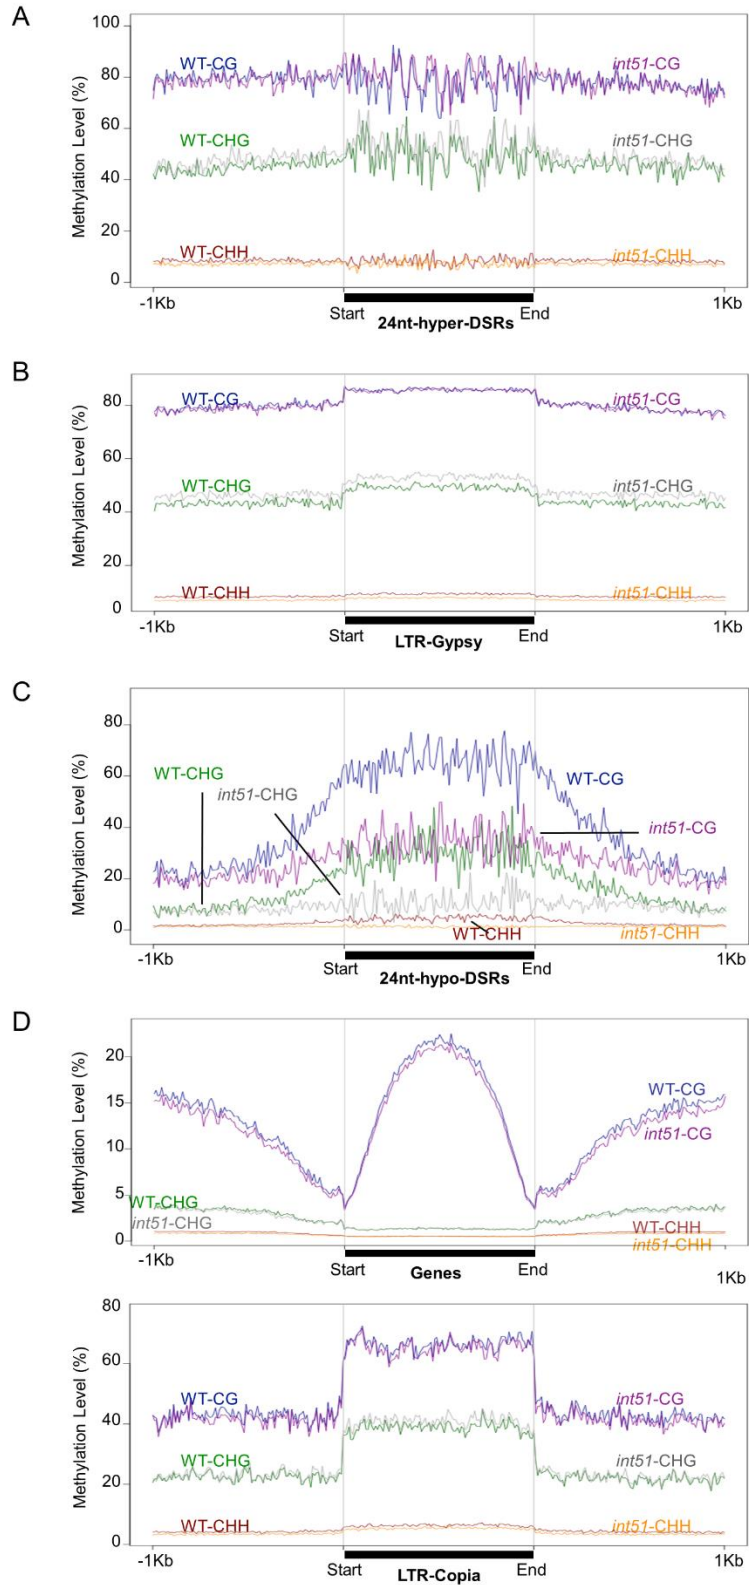 A
Methylation Level (%)
100
80
60
40
20
0
WT-CG
int51-CG
WT-CHG
int51-CHG
WT-CHH
int51-CHH
-1Kb
Start
End
1Kb
24nt-hyper-DSRs
B
Methylation Level (%)
80
60
40
20
0
WT-CG
int51-CG
WT-CHG
int51-CHG
WT-CHH
int51-CHH
-1Kb
Start
End
1Kb
LTR-Gypsy
C
Methylation Level (%)
80
60
40
20
0
WT-CHG
int51-CHG
WT-CG
int51-CG
WT-CHH
int51-CHH
-1Kb
Start
End
1Kb
24nt-hypo-DSRs
D
Methylation Level (%)
20
15
10
5
0
WT-CG
int51-CG
WT-CHG
int51-CHG
WT-CHH
int51-CHH
-1Kb
Start
Genes
End
1Kb
Methylation Level (%)
80
60
40
20
0
WT-CG
int51-CG
WT-CHG
int51-CHG
WT-CHH
int51-CHH
-1Kb
Start
End
1Kb
LTR-Copia